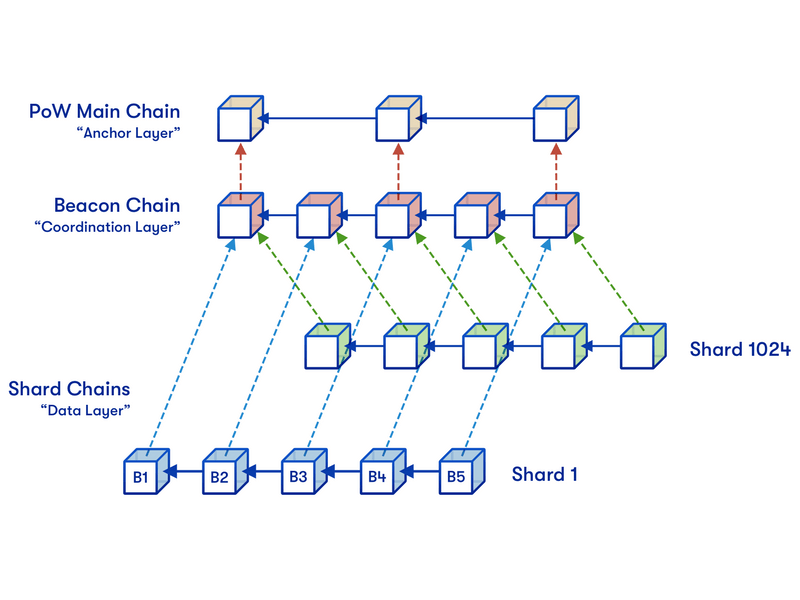 PoW Main Chain
“Anchor Layer”
Beacon Chain
“Coordination Layer”
Shard 1024
Shard Chains
“Data Layer”
B1 B2 B3 B4 B5
Shard 1